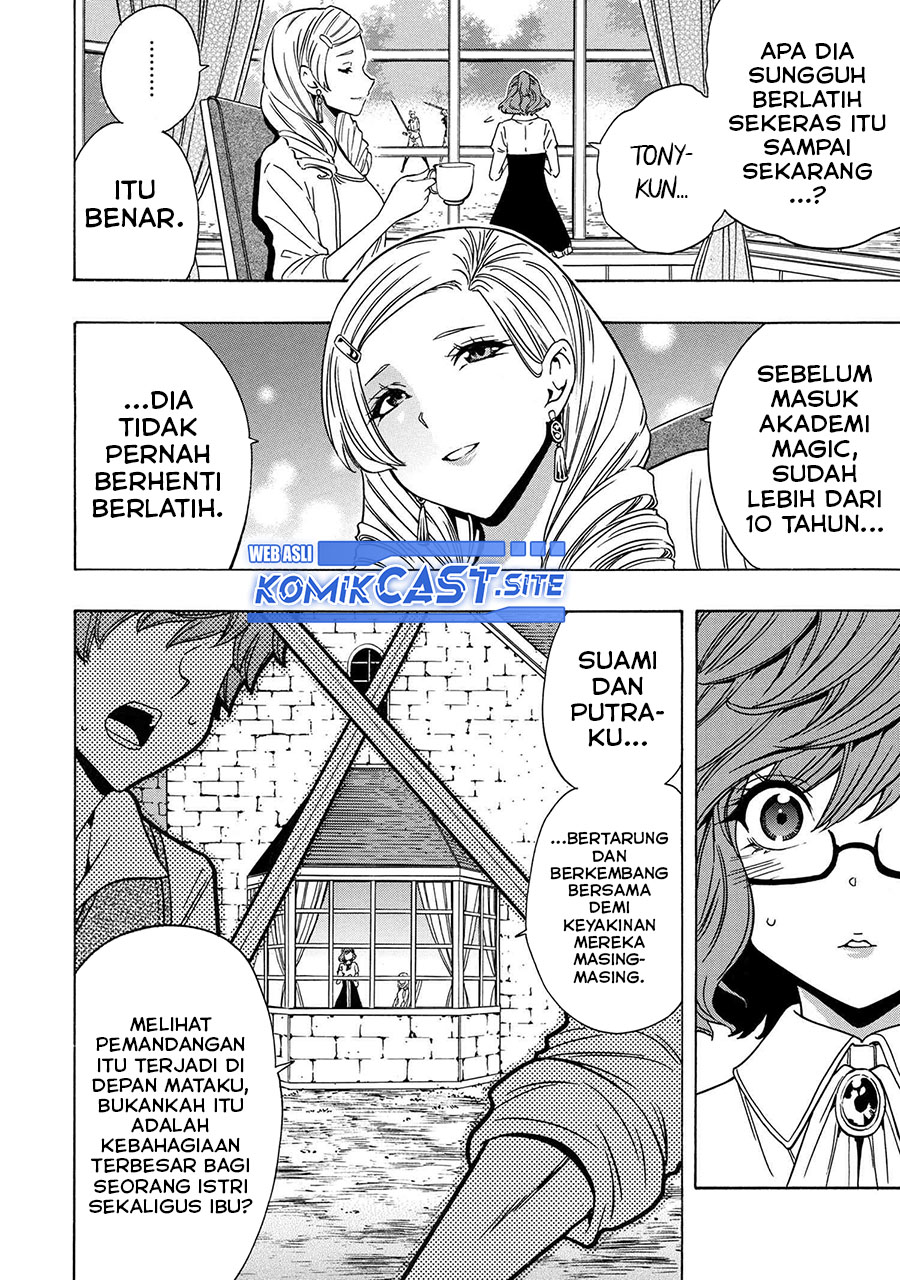 APA DIA
SUNGGUH
BERLATIH
SEKERAS ITU
SAMPAI
SEKARANG
...?
TONY-
KUN...
.........
ITU
BENAR.
SEBELUM
MASUK
AKADEMI
MAGIC,
SUDAH
LEBIH DARI
10 TAHUN...
...DIA
TIDAK
PERNAH
BERHENTI
BERLATIH.
WEB ASLI
KOMIKCAST.SITE
SUAMI
DAN
PUTRA-
KU...
...BERTARUNG
DAN
BERKEMBANG
BERSAMA
DEMI
KEYAKINAN
MEREKA
MASING-
MASING.
MELIHAT
PEMANDANGAN
ITU TERJADI DI
DEPAN MATAKU,
BUKANKAH ITU
ADALAH
KEBAHAGIAAN
TERBESAR BAGI
SEORANG ISTRI
SEKALIGUS IBU?